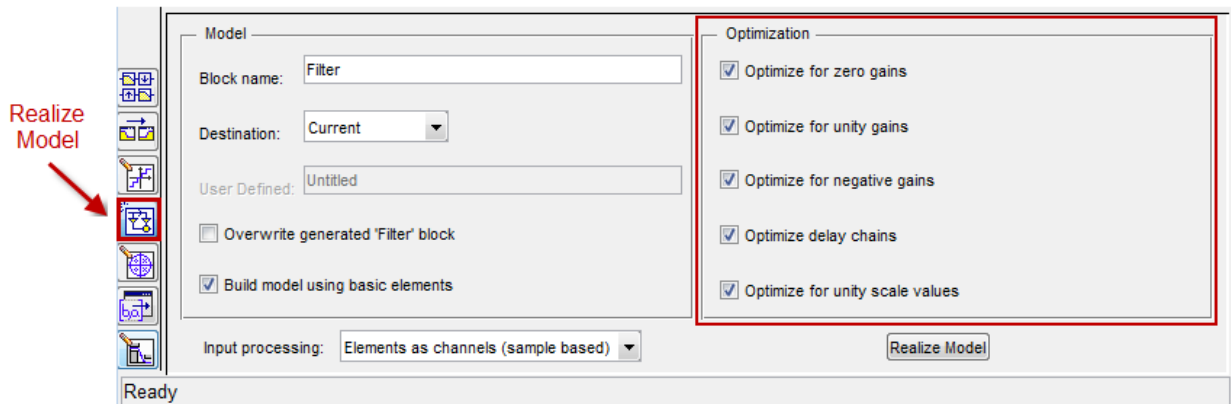 Realize
Model
Model
Block name:
Filter
Destination:
Current
User Defined:
Untitled
Overwrite generated 'Filter' block
Build model using basic elements
Input processing:
Elements as channels (sample based)
Optimization
Optimize for zero gains
Optimize for unity gains
Optimize for negative gains
Optimize delay chains
Optimize for unity scale values
Realize Model
Ready